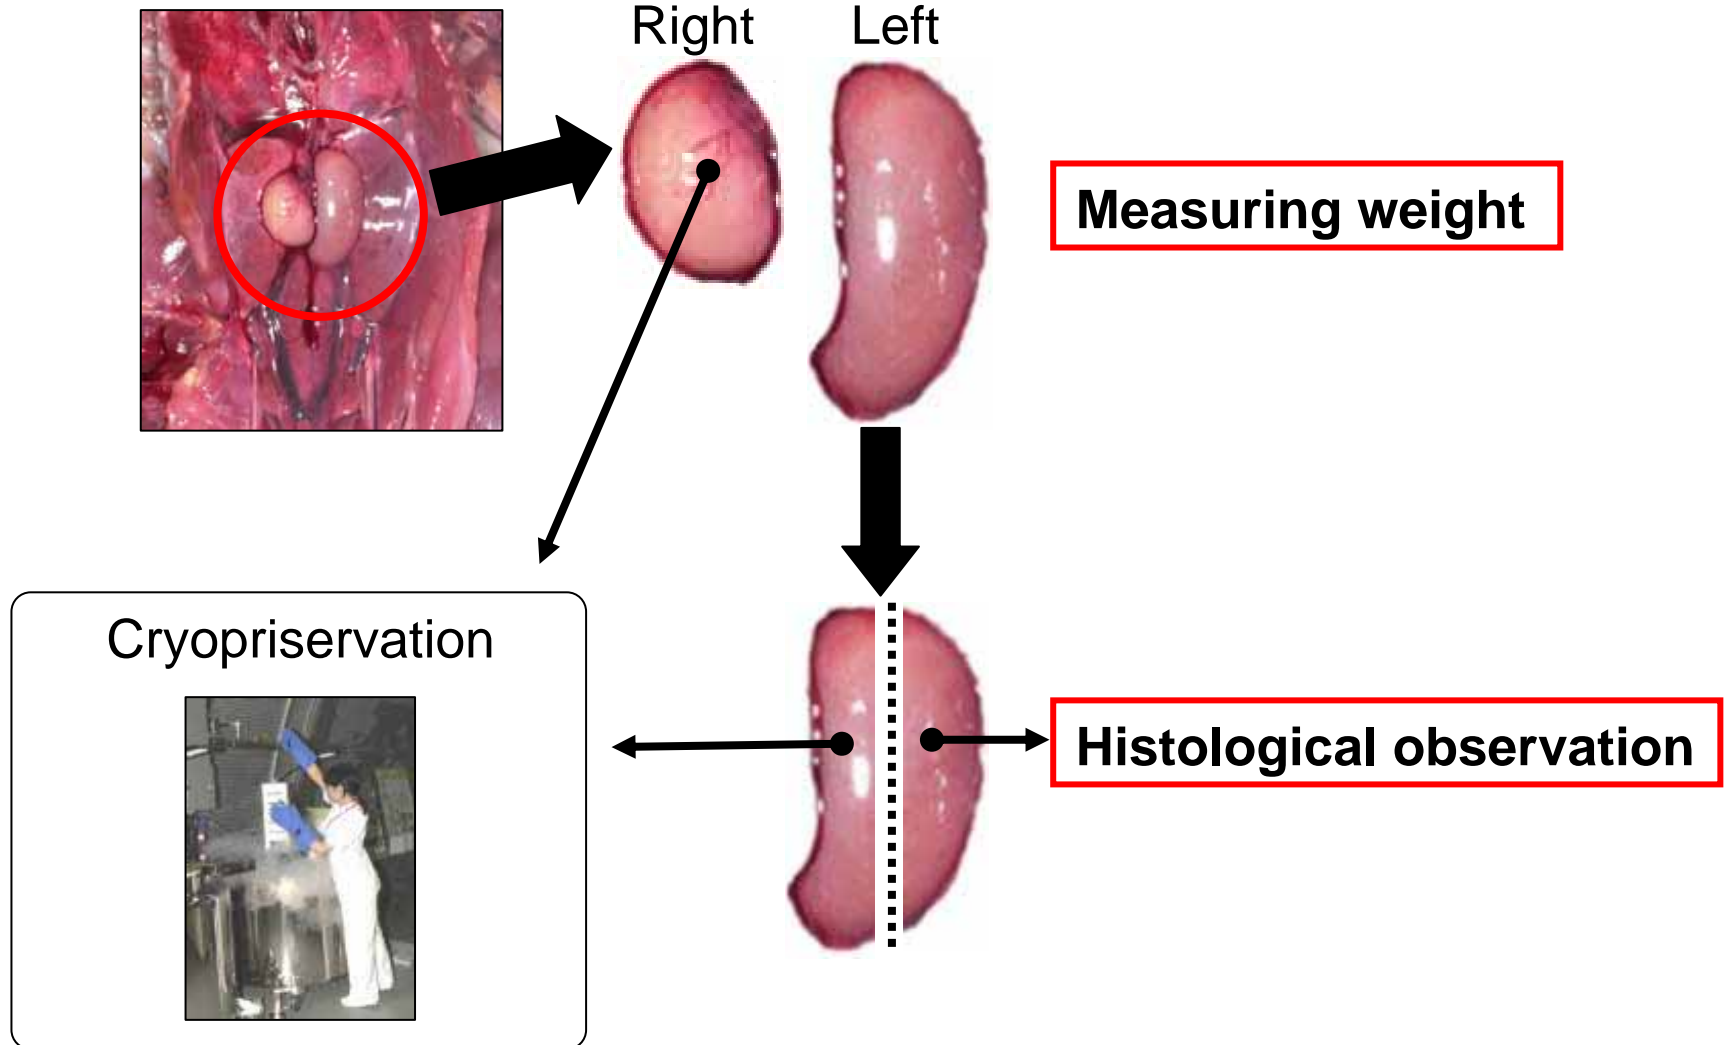 Right
Left
Measuring weight
Cryopriservation
Histological observation